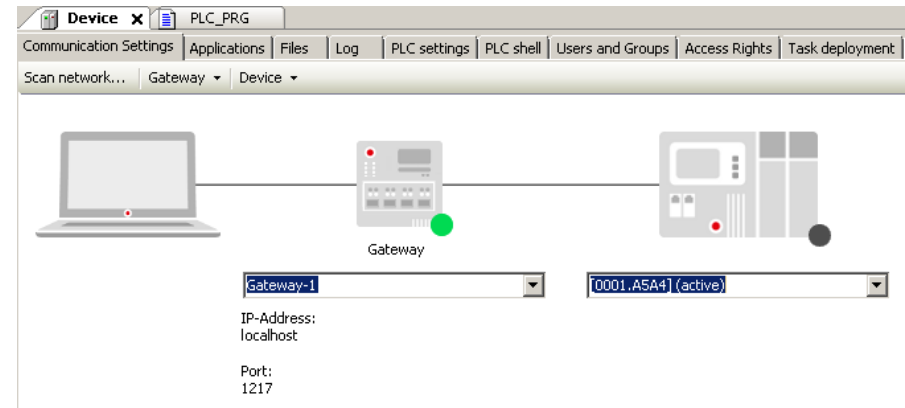 Device PLC_PRG
Communication Settings Applications Files Log PLC settings PLC shell Users and Groups Access Rights Task deployment
Scan network... Gateway Device
Gateway
Gateway-1 [0001.A5A4] (active)
IP-Address:
localhost
Port:
1217